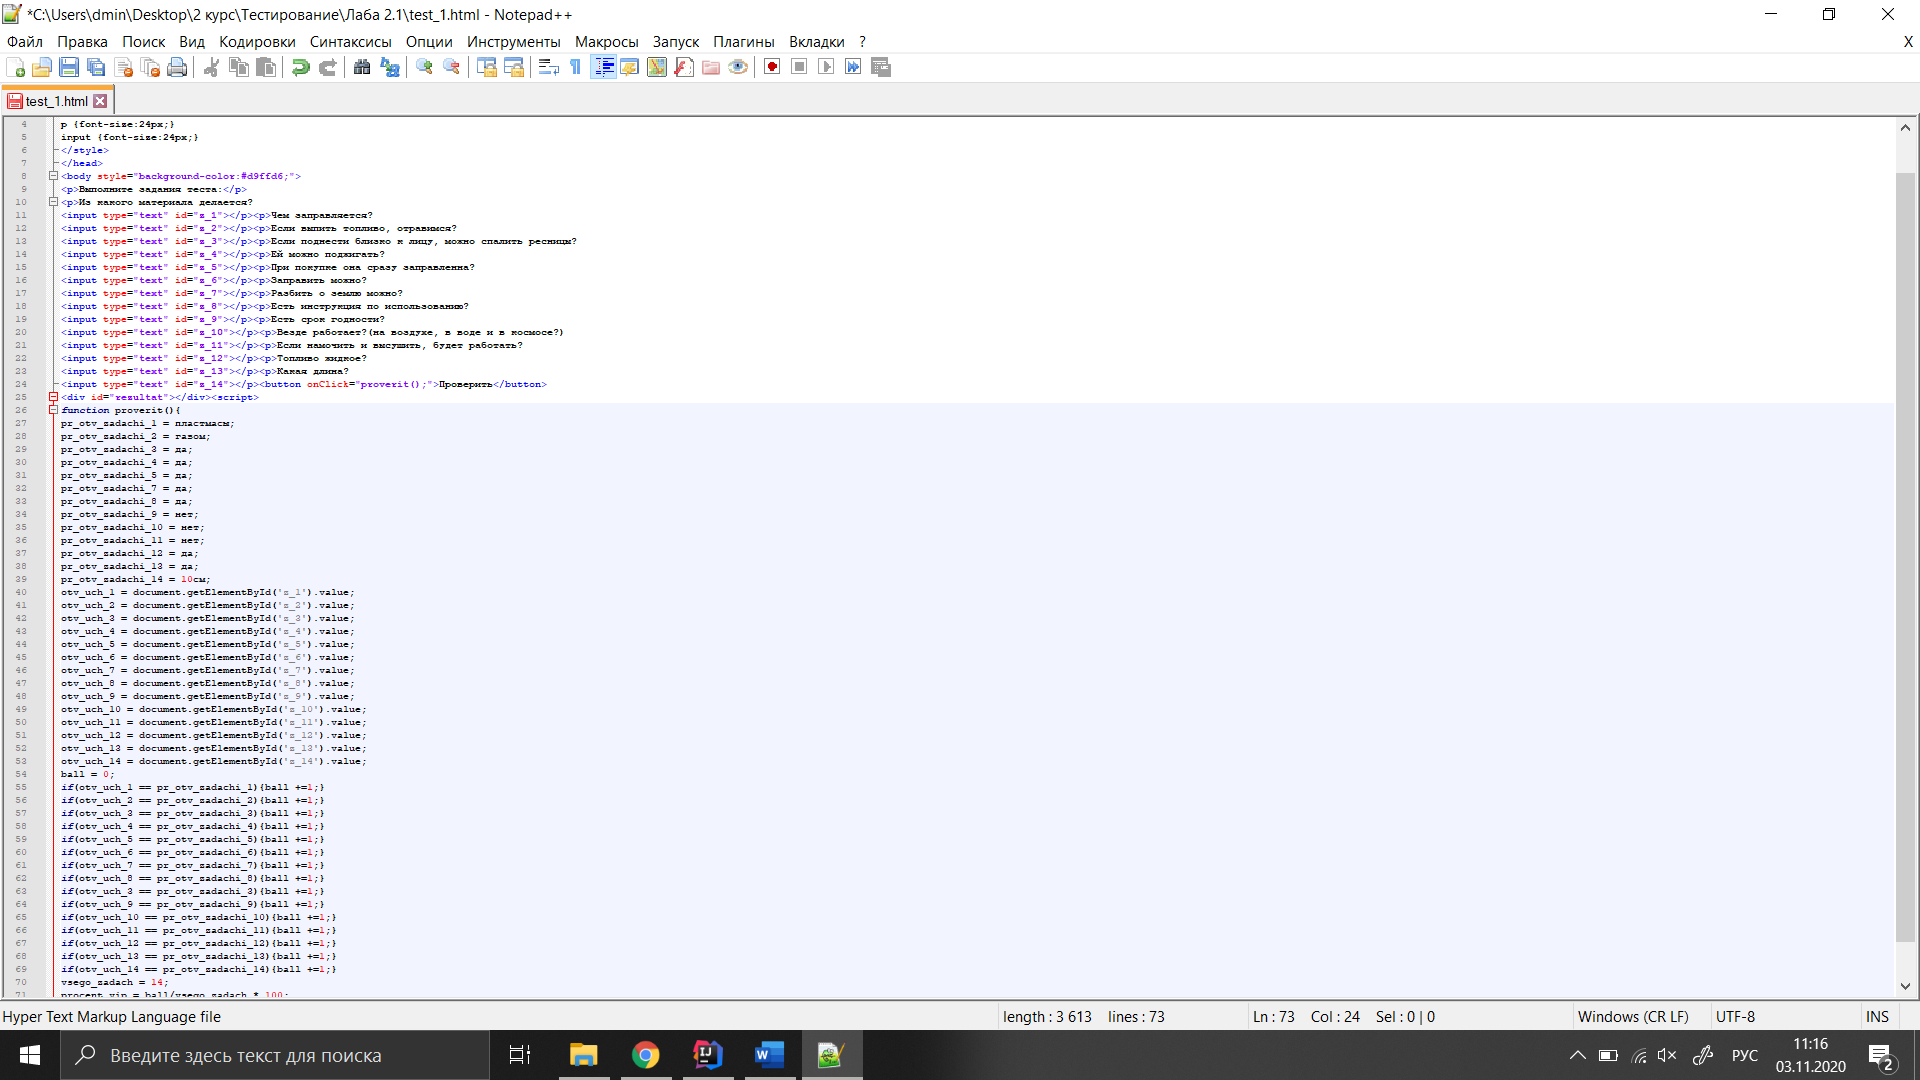 *C:\Users\dmin\Desktop\2 курс\Тестирование\Лаба 2.1\test_1.html - Notepad++
Файл Правка Поиск Вид Кодировки Синтаксисы Опции Инструменты Макросы Запуск Плагины Вкладки ? X
test_1.html
4 p {font-size:24px;}
5 input {font-size:24px;}
6 </style>
7 </head>
8 <body style="background-color:#d9ffd6;">
9 <p>Выполните задания теста:</p>
10 <p>Из какого материала делается?
11 <input type="text" id="z_1"></p><p>Чем заправляется?
12 <input type="text" id="z_2"></p><p>Если выпить топливо, отравимся?
13 <input type="text" id="z_3"></p><p>Если поднести близко к лицу, можно спалить ресницы?
14 <input type="text" id="z_4"></p><p>Ей можно поджигать?
15 <input type="text" id="z_5"></p><p>При покупке она сразу заправленна?
16 <input type="text" id="z_6"></p><p>Заправить можно?
17 <input type="text" id="z_7"></p><p>Разбить о землю можно?
18 <input type="text" id="z_8"></p><p>Есть инструкция по использованию?
19 <input type="text" id="z_9"></p><p>Есть срок годности?
20 <input type="text" id="z_10"></p><p>Везде работает?(на воздухе, в воде и в космосе?)
21 <input type="text" id="z_11"></p><p>Если намочить и высушить, будет работать?
22 <input type="text" id="z_12"></p><p>Топливо жидкое?
23 <input type="text" id="z_13"></p><p>Какая длина?
24 <input type="text" id="z_14"></p><button onClick="proverit();">Проверить</button>
25 <div id="rezultat"></div><script>
26 function proverit(){
27 pr_otv_zadachi_1 = пластмасы;
28 pr_otv_zadachi_2 = газом;
29 pr_otv_zadachi_3 = да;
30 pr_otv_zadachi_4 = да;
31 pr_otv_zadachi_5 = да;
32 pr_otv_zadachi_7 = да;
33 pr_otv_zadachi_8 = да;
34 pr_otv_zadachi_9 = нет;
35 pr_otv_zadachi_10 = нет;
36 pr_otv_zadachi_11 = нет;
37 pr_otv_zadachi_12 = да;
38 pr_otv_zadachi_13 = да;
39 pr_otv_zadachi_14 = 10см;
40 otv_uch_1 = document.getElementById('z_1').value;
41 otv_uch_2 = document.getElementById('z_2').value;
42 otv_uch_3 = document.getElementById('z_3').value;
43 otv_uch_4 = document.getElementById('z_4').value;
44 otv_uch_5 = document.getElementById('z_5').value;
45 otv_uch_6 = document.getElementById('z_6').value;
46 otv_uch_7 = document.getElementById('z_7').value;
47 otv_uch_8 = document.getElementById('z_8').value;
48 otv_uch_9 = document.getElementById('z_9').value;
49 otv_uch_10 = document.getElementById('z_10').value;
50 otv_uch_11 = document.getElementById('z_11').value;
51 otv_uch_12 = document.getElementById('z_12').value;
52 otv_uch_13 = document.getElementById('z_13').value;
53 otv_uch_14 = document.getElementById('z_14').value;
54 ball = 0;
55 if(otv_uch_1 == pr_otv_zadachi_1){ball +=1;}
56 if(otv_uch_2 == pr_otv_zadachi_2){ball +=1;}
57 if(otv_uch_3 == pr_otv_zadachi_3){ball +=1;}
58 if(otv_uch_4 == pr_otv_zadachi_4){ball +=1;}
59 if(otv_uch_5 == pr_otv_zadachi_5){ball +=1;}
60 if(otv_uch_6 == pr_otv_zadachi_6){ball +=1;}
61 if(otv_uch_7 == pr_otv_zadachi_7){ball +=1;}
62 if(otv_uch_8 == pr_otv_zadachi_8){ball +=1;}
63 if(otv_uch_3 == pr_otv_zadachi_3){ball +=1;}
64 if(otv_uch_9 == pr_otv_zadachi_9){ball +=1;}
65 if(otv_uch_10 == pr_otv_zadachi_10){ball +=1;}
66 if(otv_uch_11 == pr_otv_zadachi_11){ball +=1;}
67 if(otv_uch_12 == pr_otv_zadachi_12){ball +=1;}
68 if(otv_uch_13 == pr_otv_zadachi_13){ball +=1;}
69 if(otv_uch_14 == pr_otv_zadachi_14){ball +=1;}
70 vsego_zadach = 14;
71 procent_vip = ball/vsego_zadach * 100;
Hyper Text Markup Language file length : 3 613 lines : 73 Ln : 73 Col : 24 Sel : 0 | 0 Windows (CR LF) UTF-8 INS
Введите здесь текст для поиска
РУС
11:16
03.11.2020
2